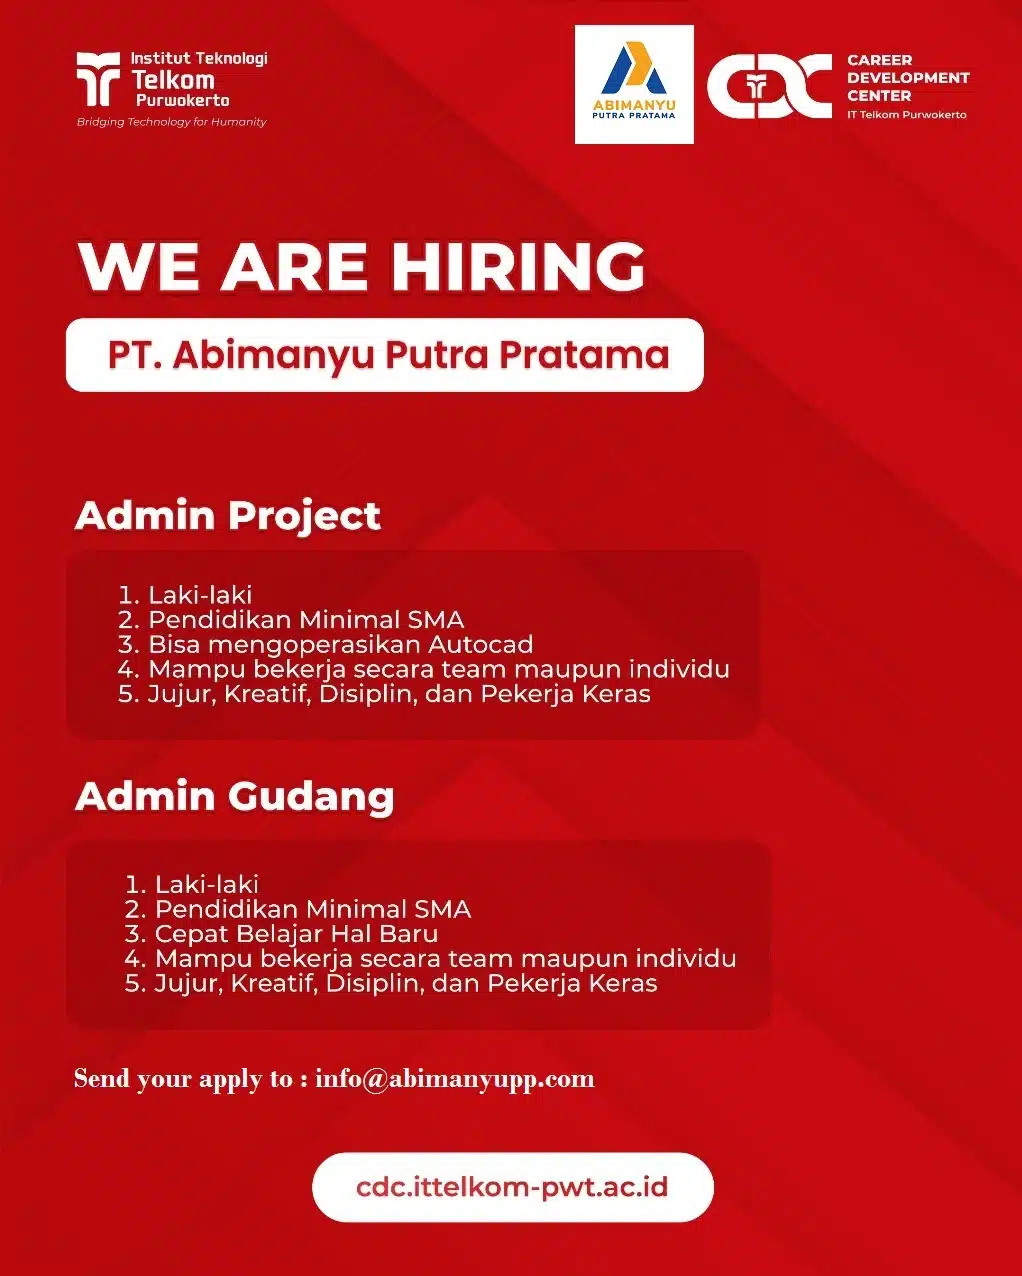 Institut Teknologi
Telkom
Purwokerto
Bridging Technology for Humanity
ABIMANYU
PUTRA PRATAMA
CDC
CAREER
DEVELOPMENT
CENTER
IT Telkom Purwokerto
WE ARE HIRING
PT. Abimanyu Putra Pratama
Admin Project
1. Laki-laki
2. Pendidikan Minimal SMA
3. Bisa mengoperasikan Autocad
4. Mampu bekerja secara team maupun individu
5. Jujur, Kreatif, Disiplin, dan Pekerja Keras
Admin Gudang
1. Laki-laki
2. Pendidikan Minimal SMA
3. Cepat Belajar Hal Baru
4. Mampu bekerja secara team maupun individu
5. Jujur, Kreatif, Disiplin, dan Pekerja Keras
Send your apply to : info@abimanyupp.com
cdc.ittelkom-pwt.ac.id